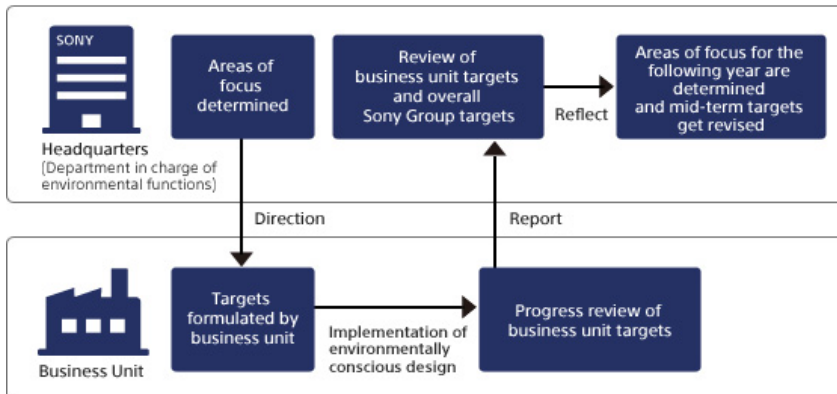 SONY
Headquarters
(Department in charge of
environmental functions)
Areas of
focus
determined
Review of
business unit targets
and overall
Sony Group targets
Reflect
Areas of focus for the
following year are
determined
and mid-term targets
get revised
Direction
Report
Business Unit
Targets
formulated by
business unit
Implementation of
environmentally
conscious design
Progress review of
business unit targets